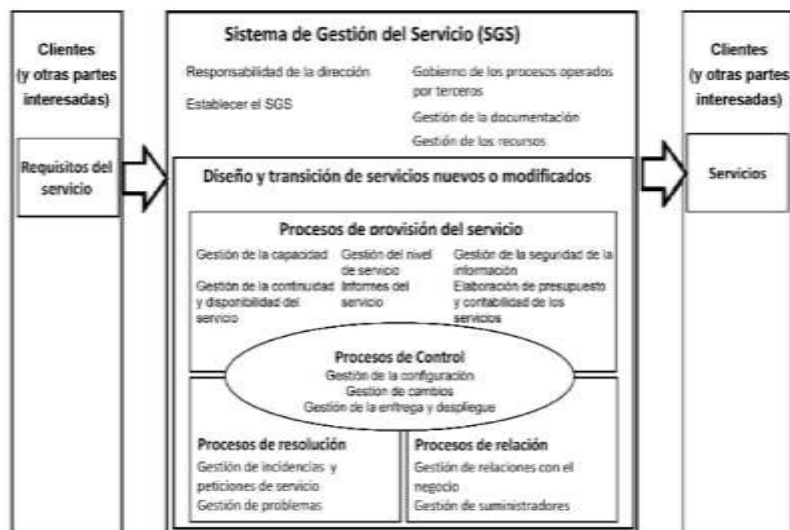 Clientes
(y otras partes
interesadas)
Requisitos del
servicio
Sistema de Gestión del Servicio (SGS)
Responsabilidad de la dirección
Establecer el SGS
Gobierno de los procesos operados
por terceros
Gestión de la documentación
Gestión de los recursos
Diseño y transición de servicios nuevos o modificados
Procesos de provisión del servicio
Gestión de la capacidad
Gestión de la continuidad
y disponibilidad del
servicio
Gestión del nivel
de servicio
Informes del
servicio
Gestión de la seguridad de la
información
Elaboración de presupuesto
y contabilidad de los
servicios
Procesos de Control
Gestión de la configuración
Gestión de cambios
Gestión de la entrega y despliegue
Procesos de resolución
Gestión de incidencias y
peticiones de servicio
Gestión de problemas
Procesos de relación
Gestión de relaciones con el
negocio
Gestión de suministradores
Clientes
(y otras partes
interesadas)
Servicios